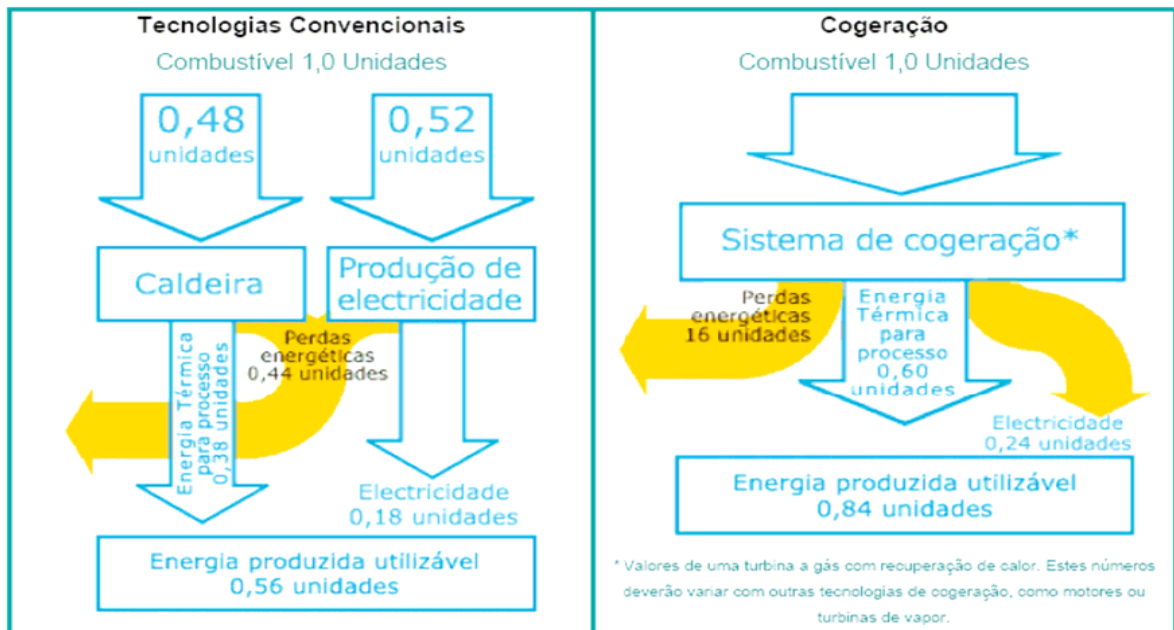 Tecnologias Convencionais
Combustível 1,0 Unidades
0,48
unidades
0,52
unidades
Caldeira
Produção de
electricidade
Perdas
energéticas
0,44 unidades
Energia Térmica
para processo
0,38 unidades
Electricidade
0,18 unidades
Energia produzida utilizável
0,56 unidades
Cogeração
Combustível 1,0 Unidades
Sistema de cogeração*
Perdas
energéticas
16 unidades
Energia
Térmica
para
processo
0,60
unidades
Electricidade
0,24 unidades
Energia produzida utilizável
0,84 unidades
* Valores de uma turbina a gás com recuperação de calor. Estes números
deverão variar com outras tecnologias de cogeração, como motores ou
turbinas de vapor.